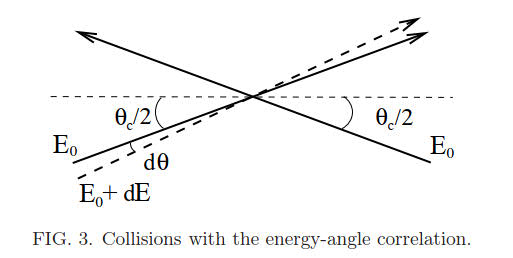 θc/2
θc/2
E0
E0
dθ
E0+ dE
FIG. 3. Collisions with the energy-angle correlation.